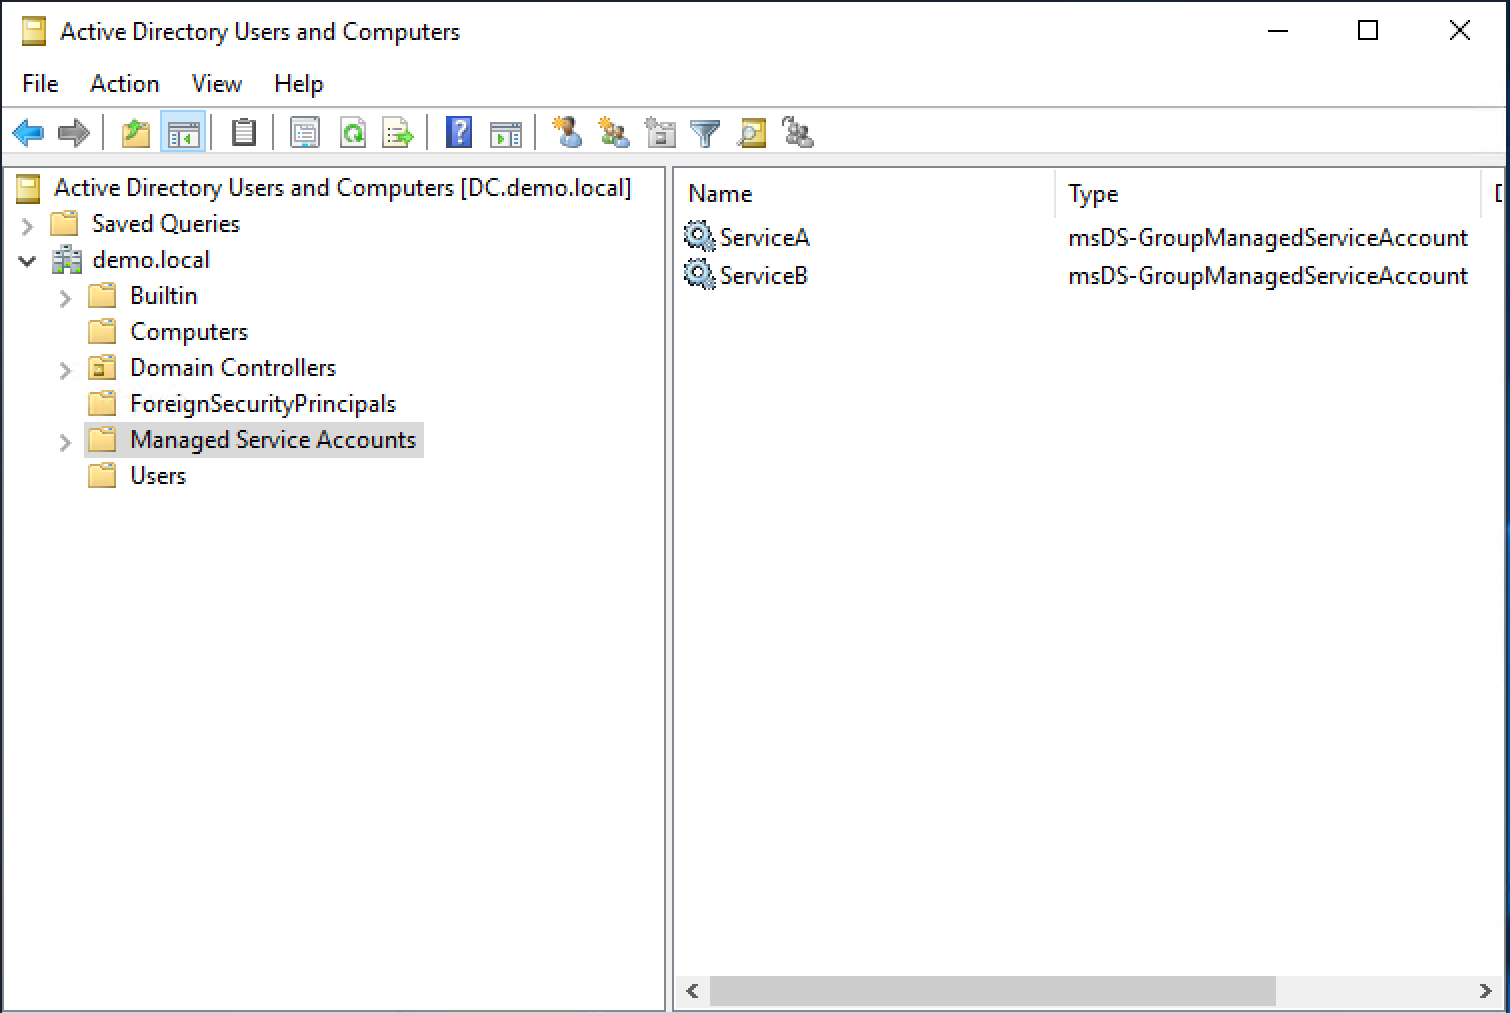 Active Directory Users and Computers
File Action View Help
Active Directory Users and Computers [DC.demo.local]
Saved Queries
demo.local
Builtin
Computers
Domain Controllers
ForeignSecurityPrincipals
Managed Service Accounts
Users
Name Type
ServiceA msDS-GroupManagedServiceAccount
ServiceB msDS-GroupManagedServiceAccount